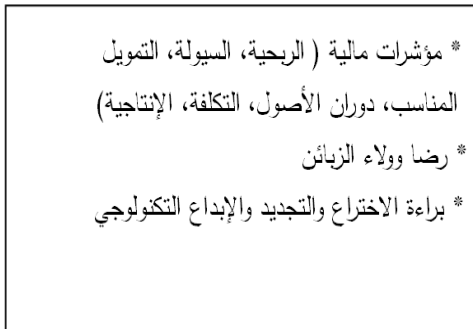 * مؤشرات مالية ( الربحية، السيولة، التمويل
المناسب، دوران الأصول، التكلفة، الإنتاجية)
* رضا وولاء الزبائن
* براءة الاختراع والتجديد والإبداع التكنولوجي